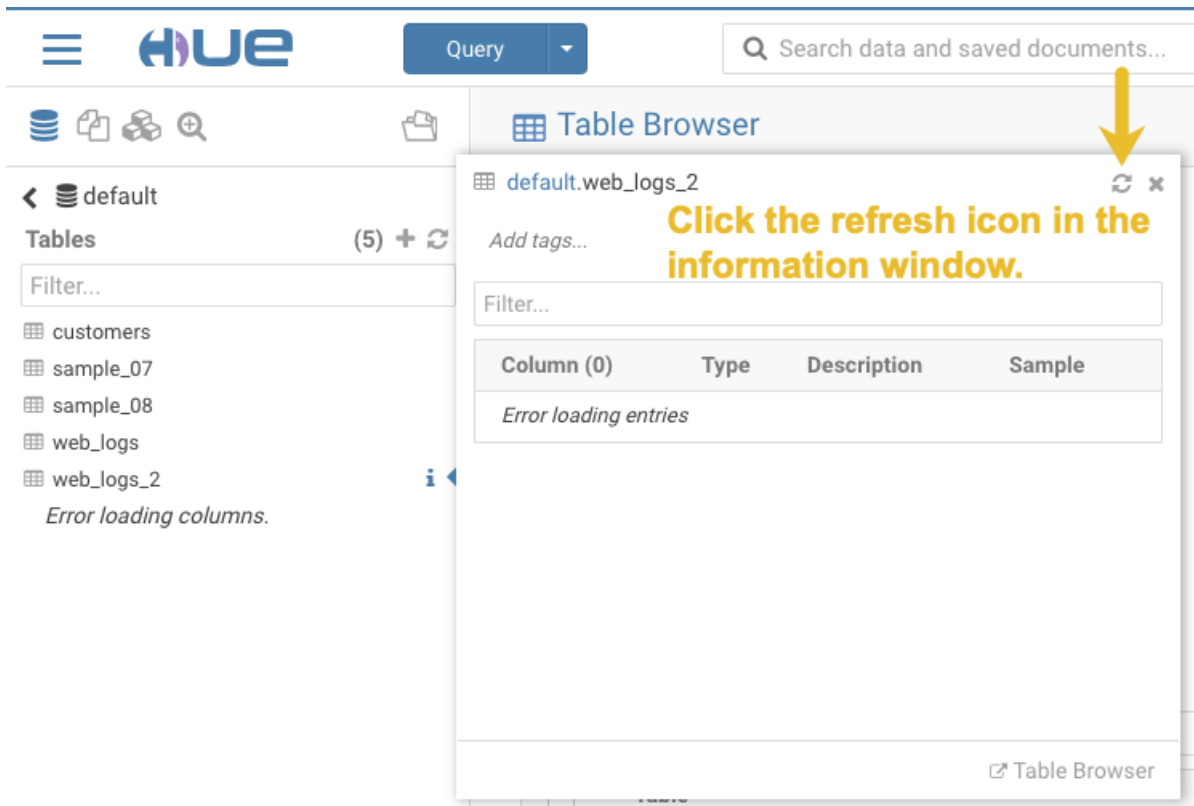 HUE
Query
Search data and saved documents...
Table Browser
default
Tables (5)
Filter...
customers
sample_07
sample_08
web_logs
web_logs_2
Error loading columns.
default.web_logs_2
Click the refresh icon in the
information window.
Add tags...
Filter...
Column (0) Type Description Sample
Error loading entries
Table Browser